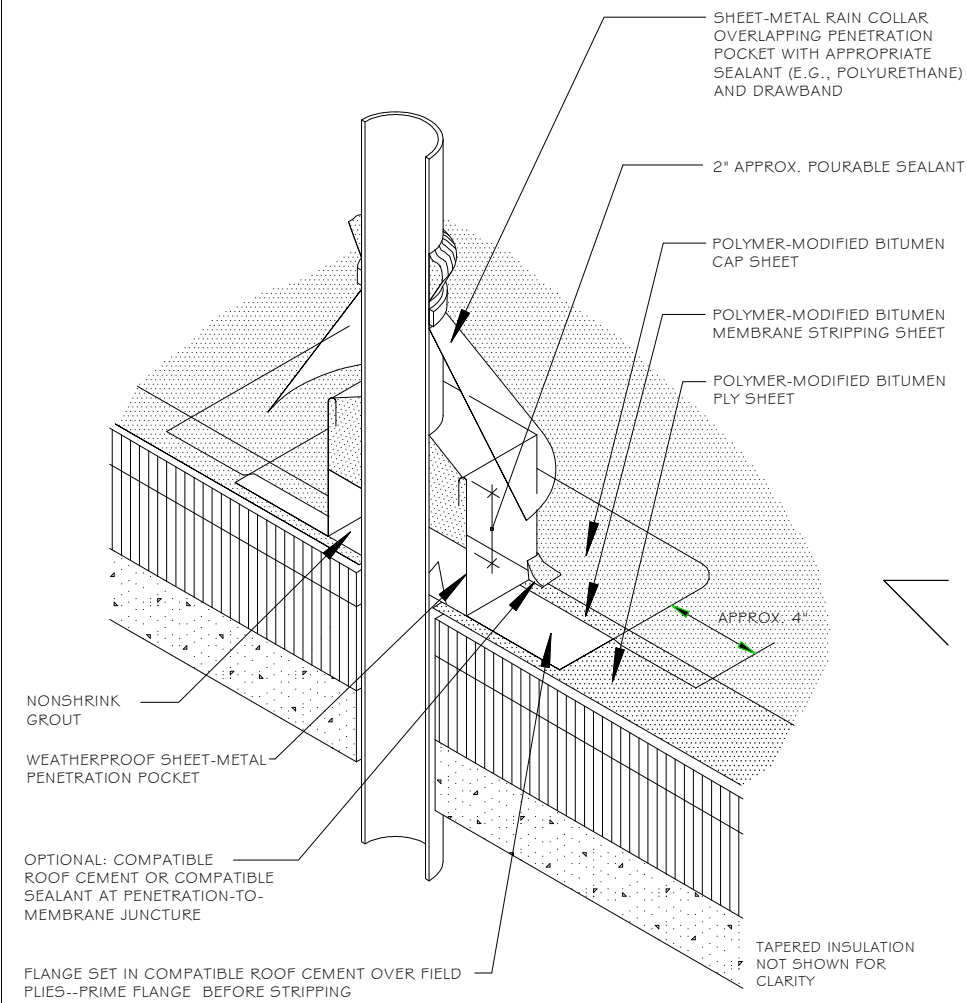 SHEET-METAL RAIN COLLAR
OVERLAPPING PENETRATION
POCKET WITH APPROPRIATE
SEALANT (E.G., POLYURETHANE)
AND DRAWBAND
2" APPROX. POURABLE SEALANT
POLYMER-MODIFIED BITUMEN
CAP SHEET
POLYMER-MODIFIED BITUMEN
MEMBRANE STRIPPING SHEET
POLYMER-MODIFIED BITUMEN
PLY SHEET
APPROX. 4"
NONSHRINK
GROUT
WEATHERPROOF SHEET-METAL
PENETRATION POCKET
OPTIONAL: COMPATIBLE
ROOF CEMENT OR COMPATIBLE
SEALANT AT PENETRATION-TO-
MEMBRANE JUNCTURE
FLANGE SET IN COMPATIBLE ROOF CEMENT OVER FIELD
PLIES--PRIME FLANGE BEFORE STRIPPING
TAPERED INSULATION
NOT SHOWN FOR
CLARITY